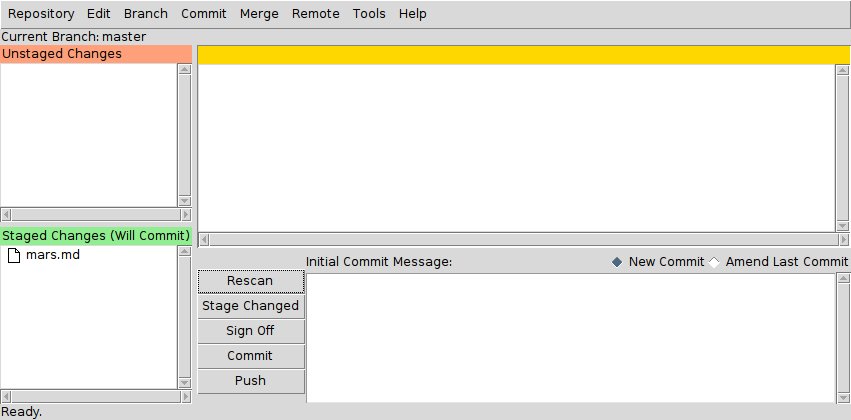 Repository Edit Branch Commit Merge Remote Tools Help
Current Branch: master
Unstaged Changes
Staged Changes (Will Commit)
mars.md
Initial Commit Message: New Commit Amend Last Commit
Rescan
Stage Changed
Sign Off
Commit
Push
Ready.